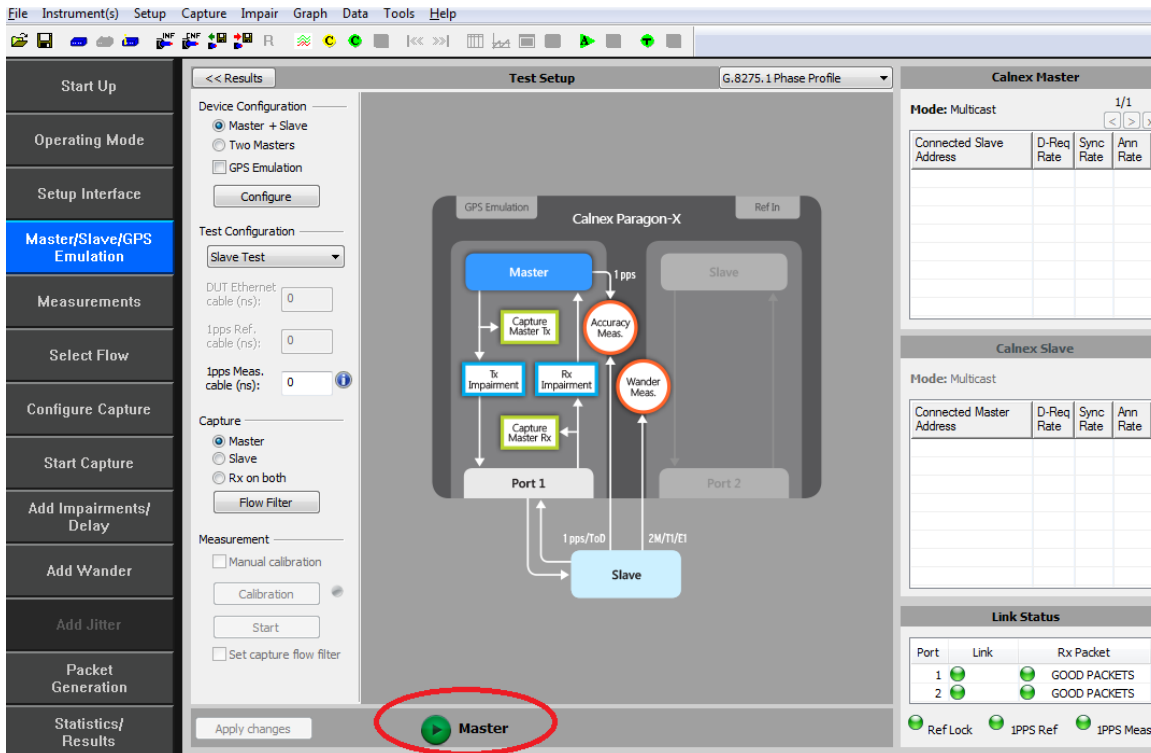 File Instrument(s) Setup Capture Impair Graph Data Tools Help
INF ENF R C C A
Start Up
Operating Mode
Setup Interface
Master/Slave/GPS
Emulation
Measurements
Select Flow
Configure Capture
Start Capture
Add Impairments/
Delay
Add Wander
Add Jitter
Packet
Generation
Statistics/
Results
<< Results
Test Setup
G.8275.1 Phase Profile
Device Configuration
Master + Slave
Two Masters
GPS Emulation
Configure
Test Configuration
Slave Test
DUT Ethernet
cable (ns): 0
1pps Ref.
cable (ns): 0
1pps Meas.
cable (ns): 0
Capture
Master
Slave
Rx on both
Flow Filter
Measurement
Manual calibration
Calibration
Start
Set capture flow filter
Apply changes
GPS Emulation
Calnex Paragon-X
Ref In
Master
1 pps
Slave
Capture
Master Tx
Accuracy
Meas.
Tx
Impairment
Rx
Impairment
Wander
Meas.
Capture
Master Rx
Port 1
Port 2
1 pps/ToD
2M/T1/E1
Slave
Master
Calnex Master
Mode: Multicast
1/1
< >
Connected Slave
Address
D-Req
Rate
Sync
Rate
Ann
Rate
Calnex Slave
Mode: Multicast
Connected Master
Address
D-Req
Rate
Sync
Rate
Ann
Rate
Link Status
Port Link Rx Packet
1 GOOD PACKETS
2 GOOD PACKETS
Ref Lock 1PPS Ref 1PPS Meas